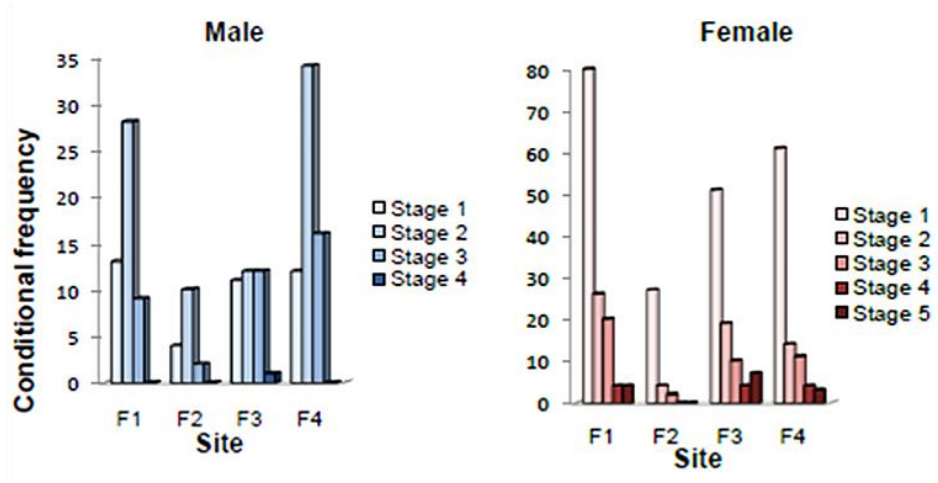 Male
Conditional frequency
35
30
25
20
15
10
5
0
F1 F2 F3 F4
Site
Stage 1
Stage 2
Stage 3
Stage 4
Female
80
70
60
50
40
30
20
10
0
F1 F2 F3 F4
Site
Stage 1
Stage 2
Stage 3
Stage 4
Stage 5